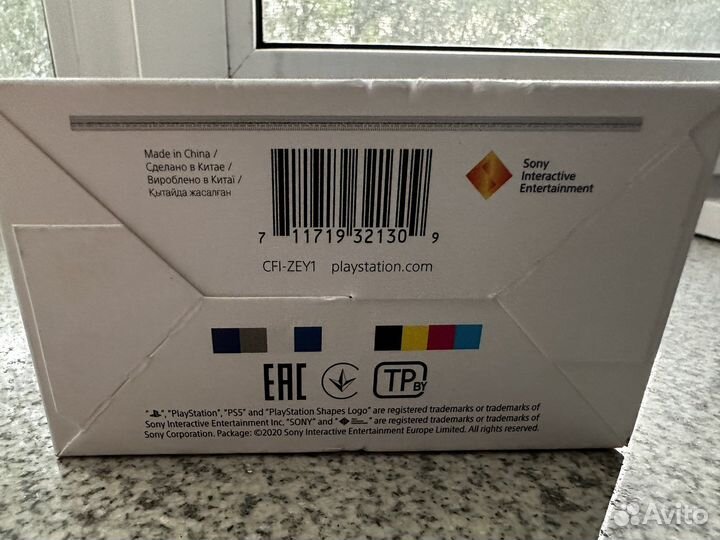 Made in China /
Сделано в Китае /
Вироблено в Китаї /
Қытайда жасалған
7 11719 32130 9
CFI-ZEY1 playstation.com
Sony
Interactive
Entertainment
EAC
TP BY
" ", "PlayStation", "PS5" and "PlayStation Shapes Logo" are registered trademarks or trademarks of
Sony Interactive Entertainment Inc. "SONY" and " " are registered trademarks or trademarks of
Sony Corporation. Package: ©2020 Sony Interactive Entertainment Europe Limited. All rights reserved.
Avito